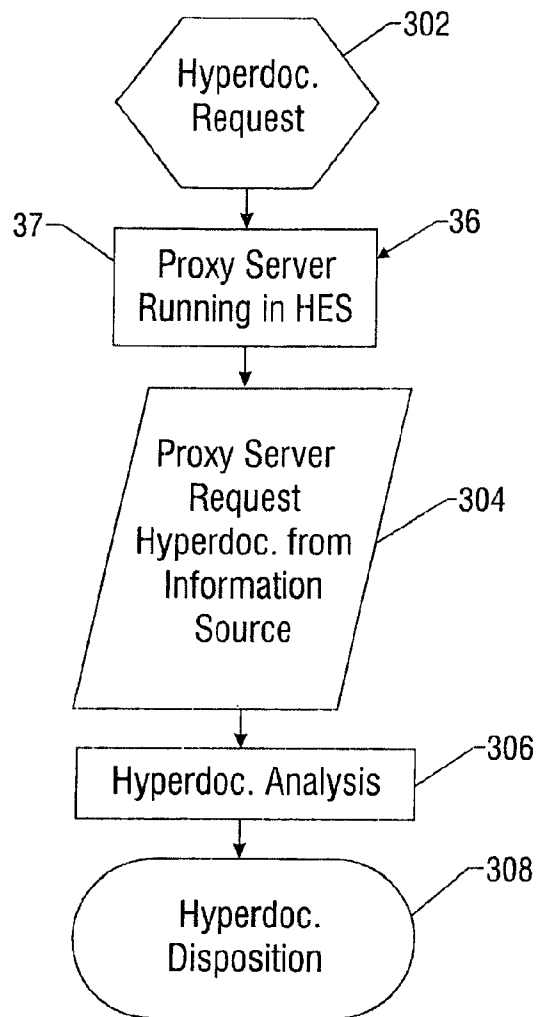 302
Hyperdoc.
Request
37
36
Proxy Server
Running in HES
Proxy Server
Request
Hyperdoc. from
Information
Source
304
Hyperdoc. Analysis
306
308
Hyperdoc.
Disposition